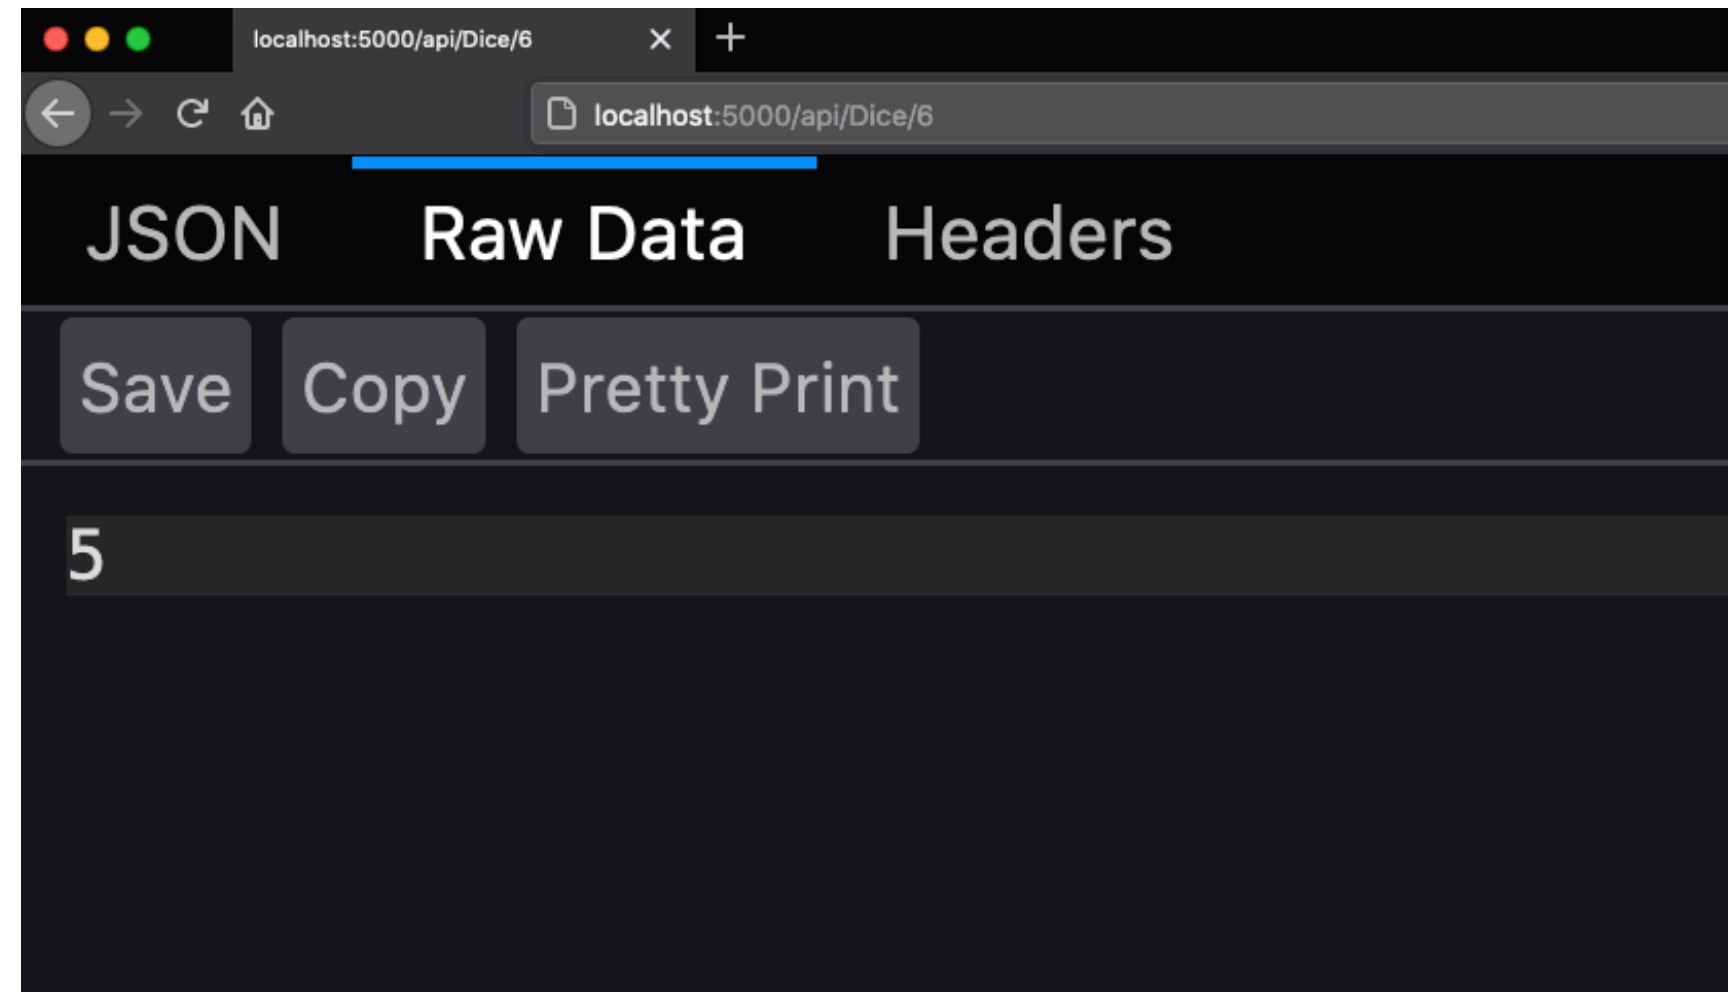 localhost:5000/api/Dice/6
localhost:5000/api/Dice/6
JSON Raw Data Headers
Save Copy Pretty Print
5